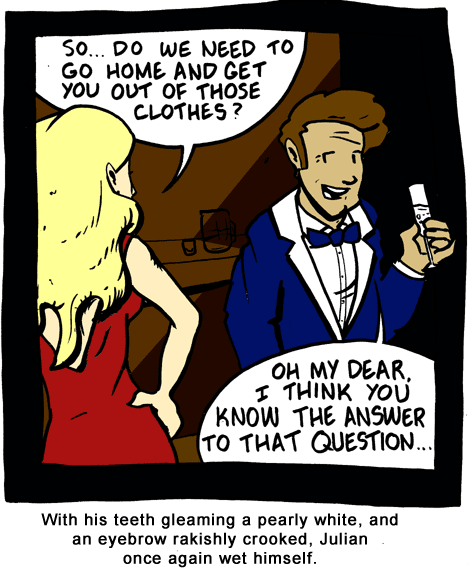 SO... DO WE NEED TO
GO HOME AND GET
YOU OUT OF THOSE
CLOTHES?
OH MY DEAR,
I THINK YOU
KNOW THE ANSWER
TO THAT QUESTION...
With his teeth gleaming a pearly white, and
an eyebrow rakishly crooked, Julian
once again wet himself.